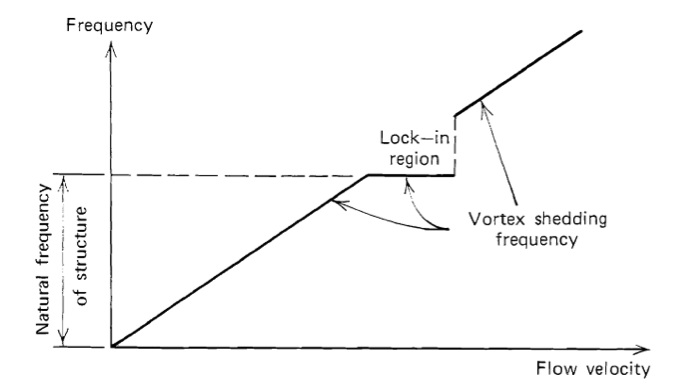 Frequency
Lock-in
region
Natural frequency
of structure
Vortex shedding
frequency
Flow velocity